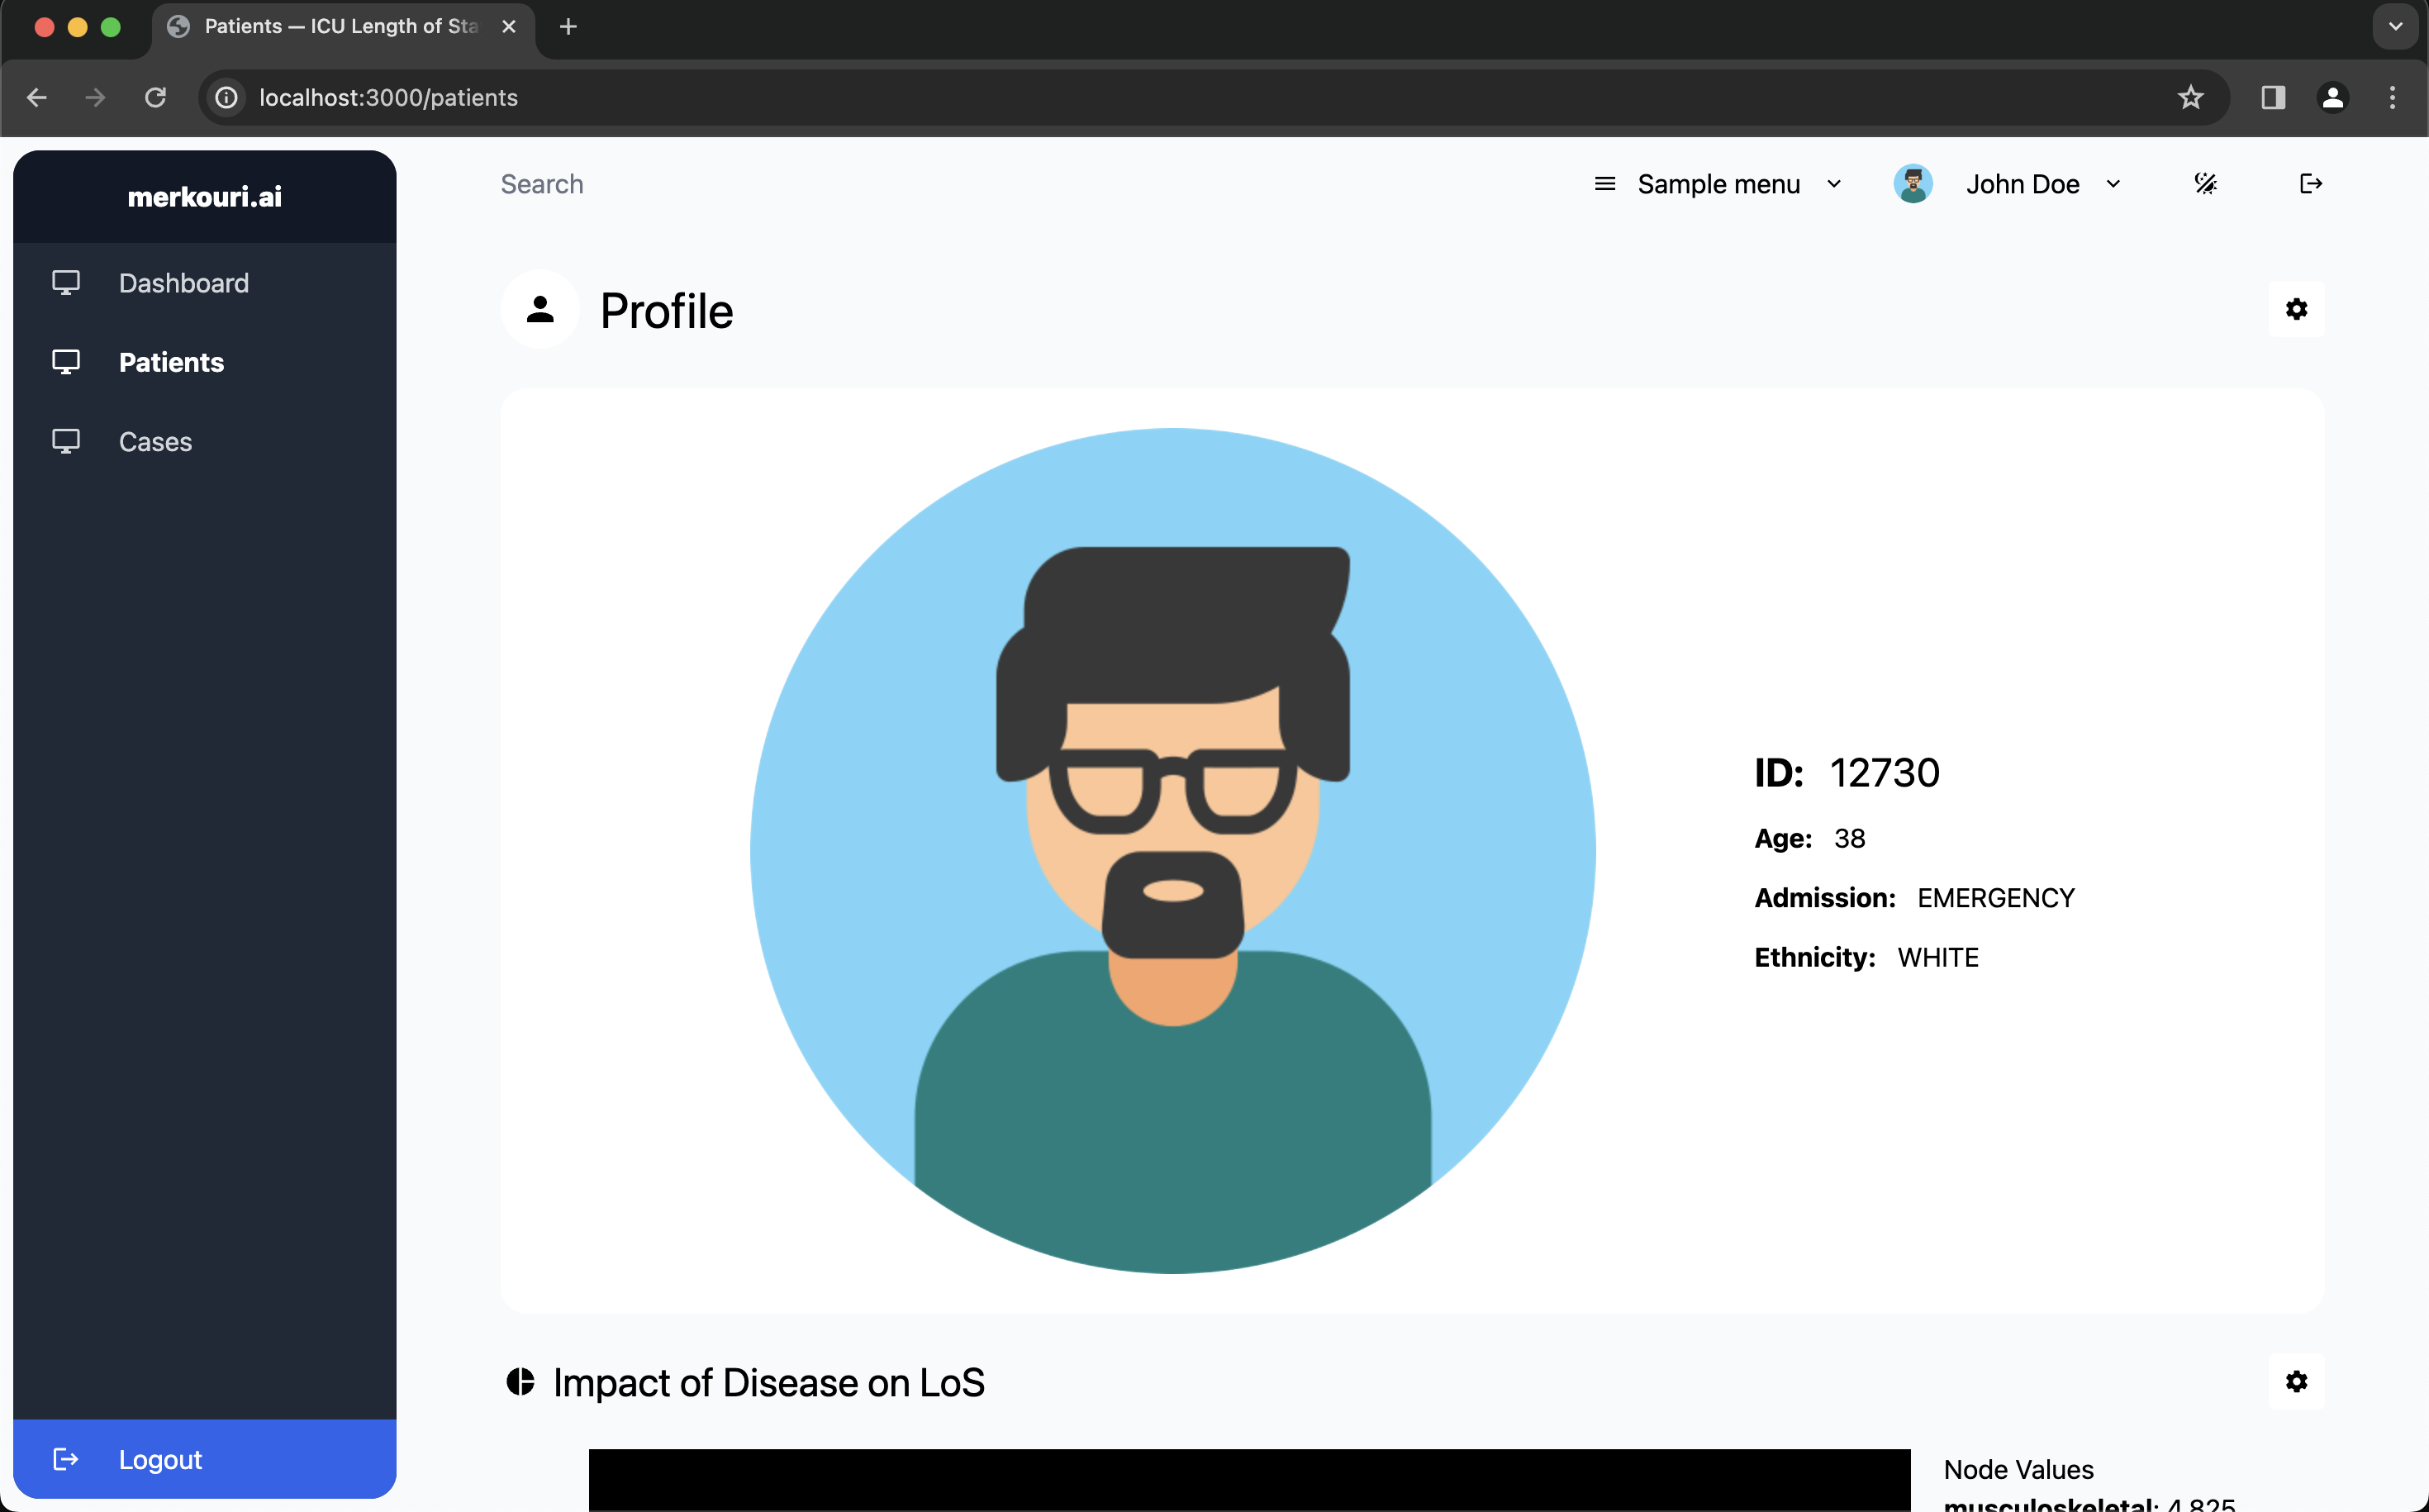 Patients — ICU Length of Sta
localhost:3000/patients
merkouri.ai
Dashboard
Patients
Cases
Logout
Search
Sample menu
John Doe
Profile
ID: 12730
Age: 38
Admission: EMERGENCY
Ethnicity: WHITE
Impact of Disease on LoS
Node Values
musculoskeletal: 4.825